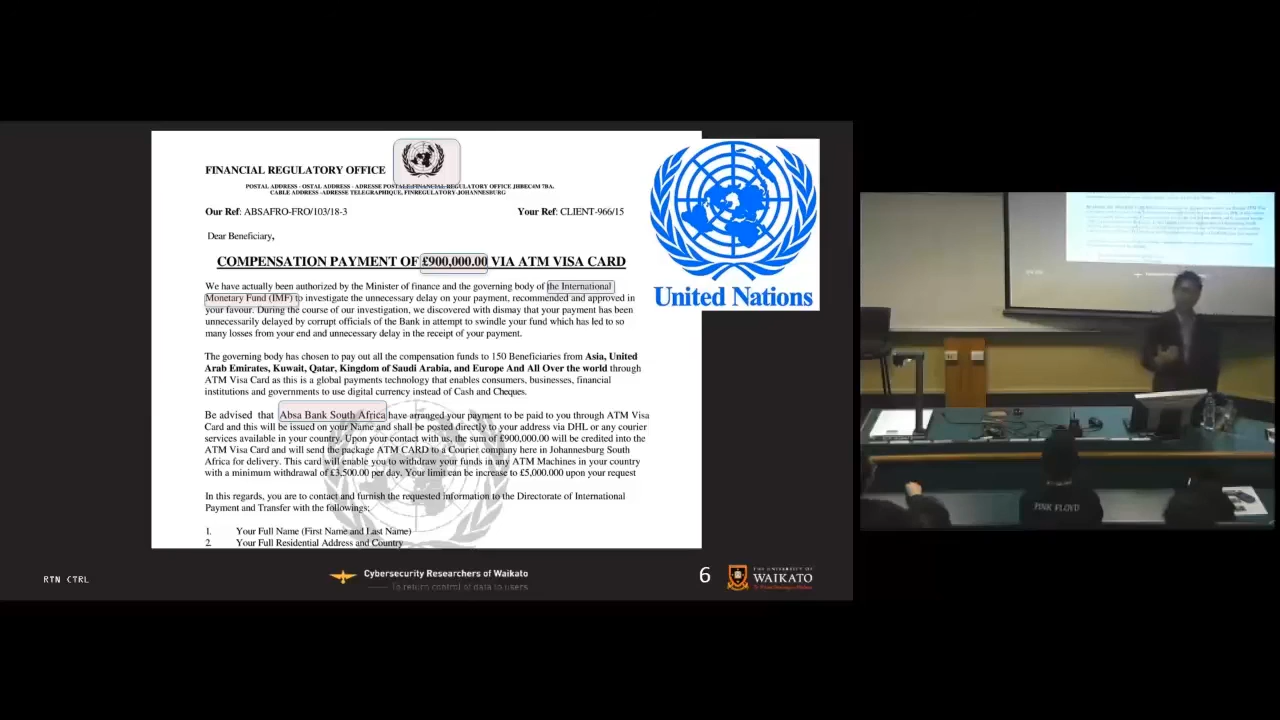 FINANCIAL REGULATORY OFFICE
POSTAL ADDRESS - OSTAL ADDRESS - ADRESSE POSTALE/FINANCIAL REGULATORY OFFICE JHBEC4M 7BA,
CABLE ADDRESS -ADRESSE TELEGRAPHIQUE, FINREGULATORY-JOHANNESBURG
Our Ref: ABSAFRO-FRO/103/18-3 Your Ref: CLIENT-966/15
Dear Beneficiary,
COMPENSATION PAYMENT OF £900,000.00 VIA ATM VISA CARD
We have actually been authorized by the Minister of finance and the governing body of the International
Monetary Fund (IMF) to investigate the unnecessary delay on your payment, recommended and approved in
your favour. During the course of our investigation, we discovered with dismay that your payment has been
unnecessarily delayed by corrupt officials of the Bank in attempt to swindle your fund which has led to so
many losses from your end and unnecessary delay in the receipt of your payment.
The governing body has chosen to pay out all the compensation funds to 150 Beneficiaries from Asia, United
Arab Emirates, Kuwait, Qatar, Kingdom of Saudi Arabia, and Europe And All Over the world through
ATM Visa Card as this is a global payments technology that enables consumers, businesses, financial
institutions and governments to use digital currency instead of Cash and Cheques.
Be advised that Absa Bank South Africa have arranged your payment to be paid to you through ATM Visa
Card and this will be issued on your Name and shall be posted directly to your address via DHL or any courier
services available in your country. Upon your contact with us, the sum of £900,000.00 will be credited into the
ATM Visa Card and will send the package ATM CARD to a Courier company here in Johannesburg South
Africa for delivery. This card will enable you to withdraw your funds in any ATM Machines in your country
with a minimum withdrawal of £3,500.00 per day, Your limit can be increase to £5,000.000 upon your request
In this regards, you are to contact and furnish the requested information to the Directorate of International
Payment and Transfer with the followings;
1. Your Full Name (First Name and Last Name)
2. Your Full Residential Address and Country
United Nations
RTN CTRL
Cybersecurity Researchers of Waikato
To return control of data to users
6
THE UNIVERSITY OF
WAIKATO
PINK FLOYD